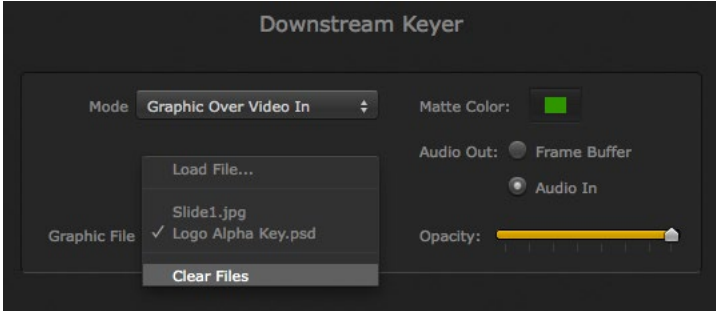 Downstream Keyer
Mode Graphic Over Video In
Matte Color:
Audio Out: Frame Buffer
Audio In
Load File...
Slide1.jpg
Graphic File ✓ Logo Alpha Key.psd
Opacity:
Clear Files